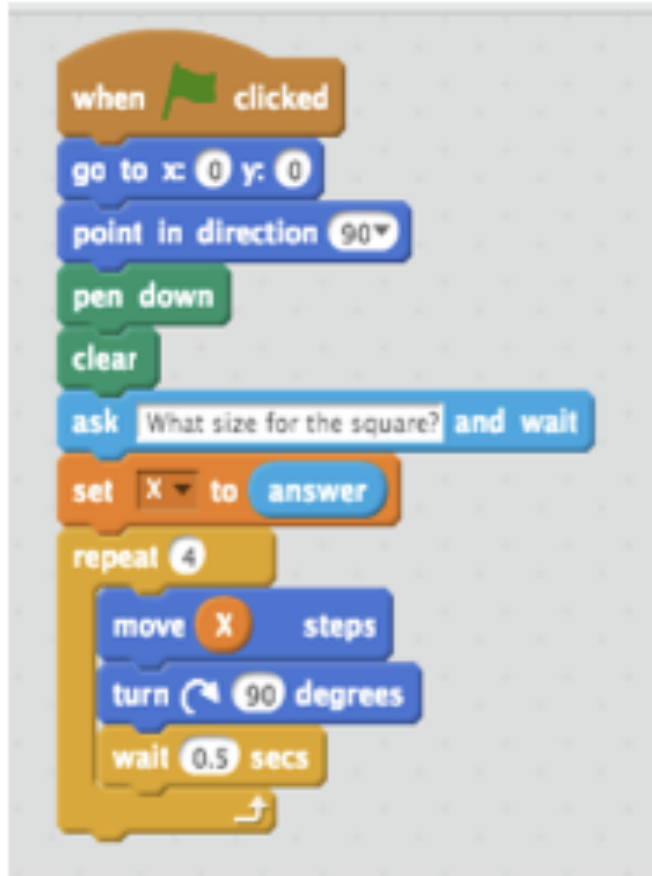 when clicked
go to x: 0 y: 0
point in direction 90
pen down
clear
ask What size for the square? and wait
set X to answer
repeat 4
move X steps
turn 90 degrees
wait 0.5 secs